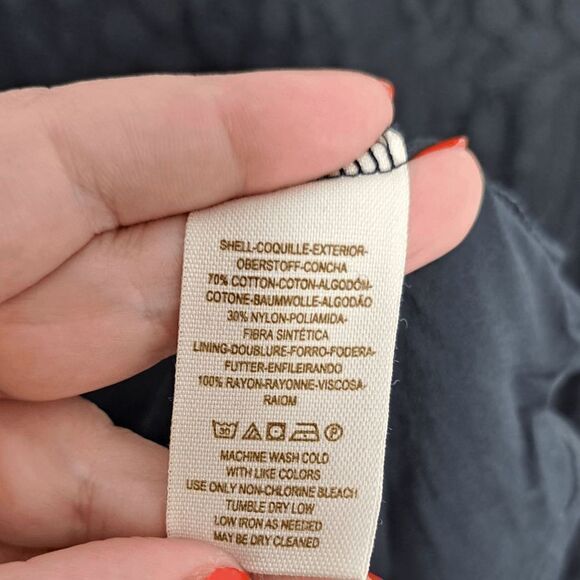 SHELL-COQUILLE-EXTERIOR-
OBERSTOFF-CONCHA
70% COTTON-COTON-ALGODÓN-
COTONE-BAUMWOLLE-ALGODÃO
30% NYLON-POLIAMIDA-
FIBRA SINTÉTICA
LINING-DOUBLURE-FORRO-FODERA-
FUTTER-ENFILEIRANDO
100% RAYON-RAYONNE-VISCOSA-
RAIOM
30 P
MACHINE WASH COLD
WITH LIKE COLORS
USE ONLY NON-CHLORINE BLEACH
TUMBLE DRY LOW
LOW IRON AS NEEDED
MAY BE DRY CLEANED